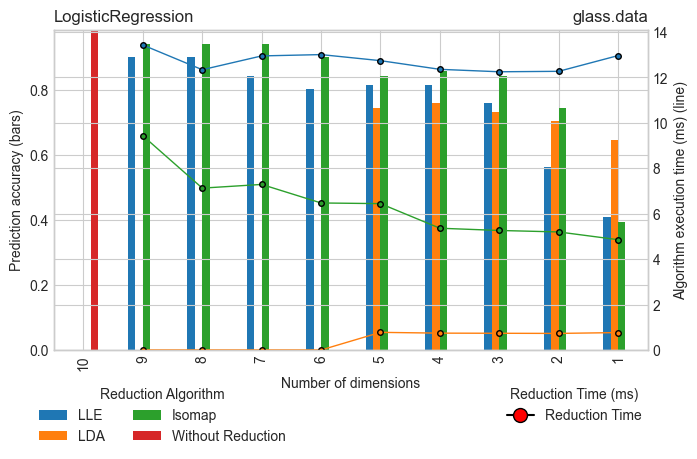 LogisticRegression
glass.data
Prediction accuracy (bars)
0.8
0.6
0.4
0.2
0.0
14
12
10
8
6
4
2
0
Algorithm execution time (ms) (line)
10 9 8 7 6 5 4 3 2 1
Number of dimensions
Reduction Algorithm
LLE
LDA
Isomap
Without Reduction
Reduction Time (ms)
Reduction Time